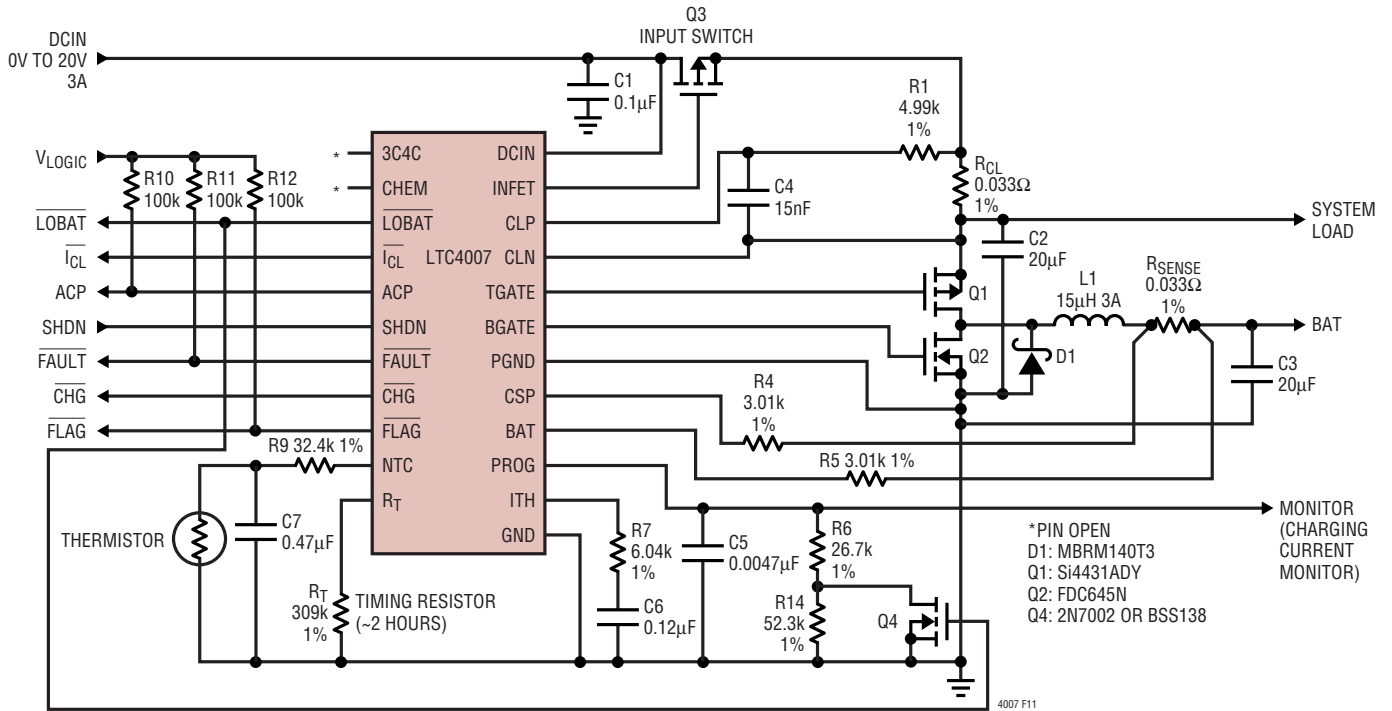 Q3
INPUT SWITCH
DCIN
0V TO 20V
3A
C1
0.1µF
R1
4.99k
1%
VLOGIC
R10
100k
R11
100k
R12
100k
*
3C4C
DCIN
*
CHEM
INFET
C4
15nF
RCL
0.033Ω
1%
LOBAT
LOBAT
CLP
SYSTEM
LOAD
ICL
ICL
LTC4007
CLN
C2
20µF
ACP
ACP
TGATE
Q1
L1
15µH 3A
RSENSE
0.033Ω
1%
SHDN
SHDN
BGATE
BAT
FAULT
FAULT
PGND
Q2
D1
C3
20µF
CHG
CHG
CSP
R4
3.01k
1%
FLAG
FLAG
BAT
R9 32.4k 1%
NTC
PROG
R5 3.01k 1%
RT
ITH
MONITOR
(CHARGING
CURRENT
MONITOR)
THERMISTOR
C7
0.47µF
GND
R7
6.04k
1%
C5
0.0047µF
R6
26.7k
1%
*PIN OPEN
D1: MBRM140T3
Q1: Si4431ADY
Q2: FDC645N
Q4: 2N7002 OR BSS138
RT
309k
1%
TIMING RESISTOR
(~2 HOURS)
C6
0.12µF
R14
52.3k
1%
Q4
4007 F11